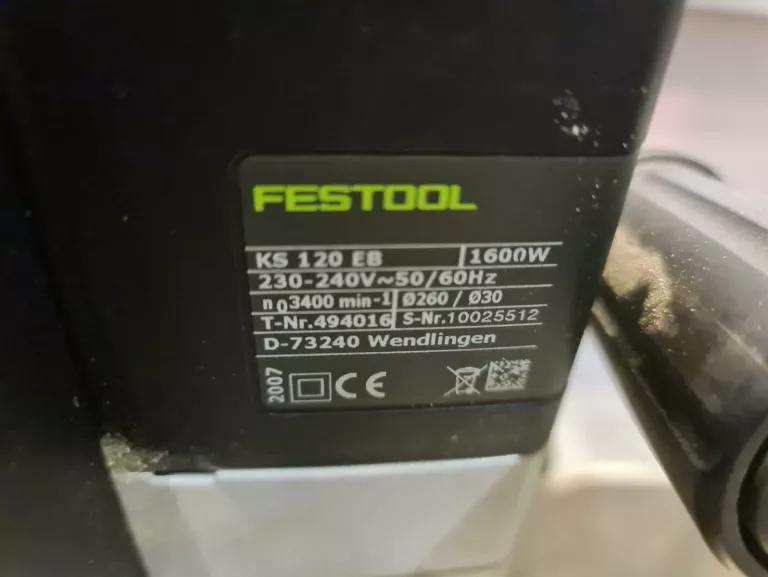 FESTOOL
KS 120 EB 1600W
230-240V~50/60Hz
n0 3400 min-1 Ø260 / Ø30
T-Nr.494016 S-Nr.10025512
D-73240 Wendlingen
2007 CE